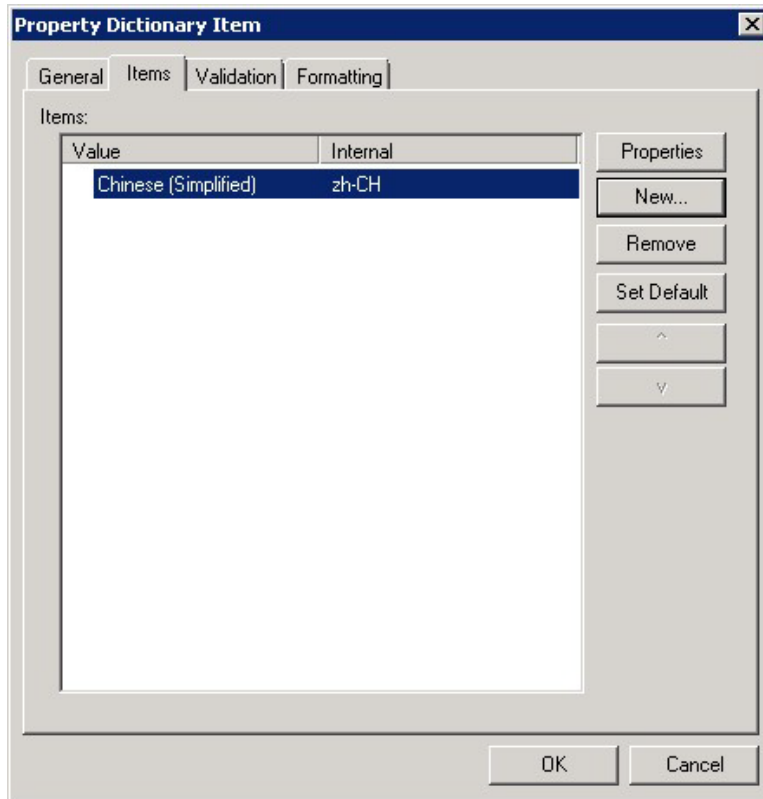 Property Dictionary Item
General Items Validation Formatting
Items:
Value Internal Properties
Chinese (Simplified) zh-CH
New...
Remove
Set Default
^
v
OK Cancel